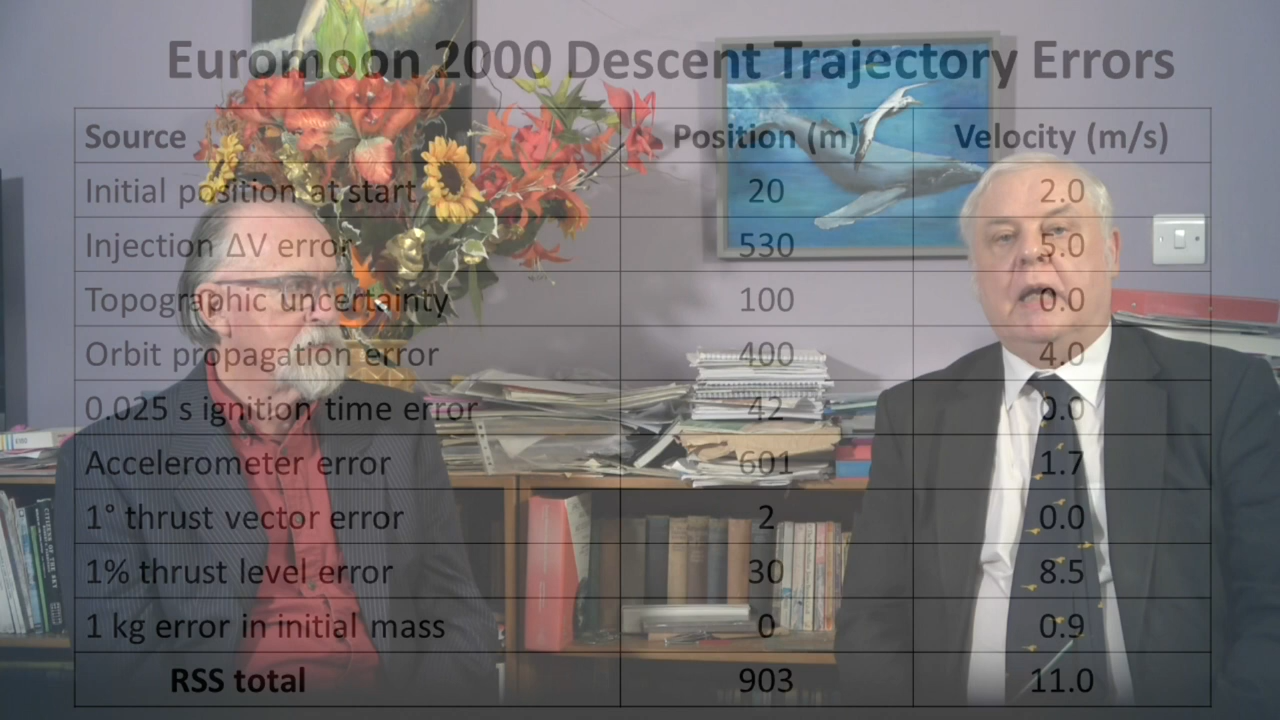 Euromoon 2000 Descent Trajectory Errors
Source Position (m) Velocity (m/s)
Initial position at start 20 2.0
Injection ΔV error 530 5.0
Topographic uncertainty 100 0.0
Orbit propagation error 400 4.0
0.025 s ignition time error 42 0.0
Accelerometer error 601 1.7
1° thrust vector error 2 0.0
1% thrust level error 30 8.5
1 kg error in initial mass 0 0.9
RSS total 903 11.0